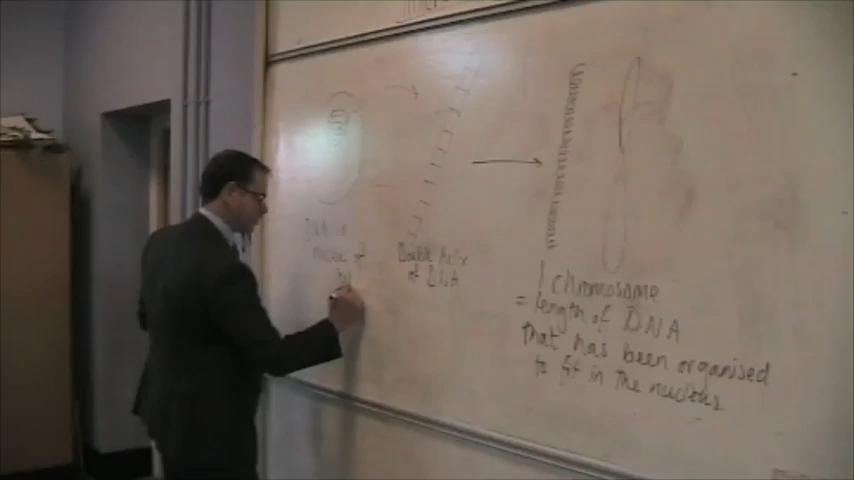 DNA in
nucleus of
Double helix
of DNA
1 chromosome
= length of DNA
that has been organised
to fit in the nucleus